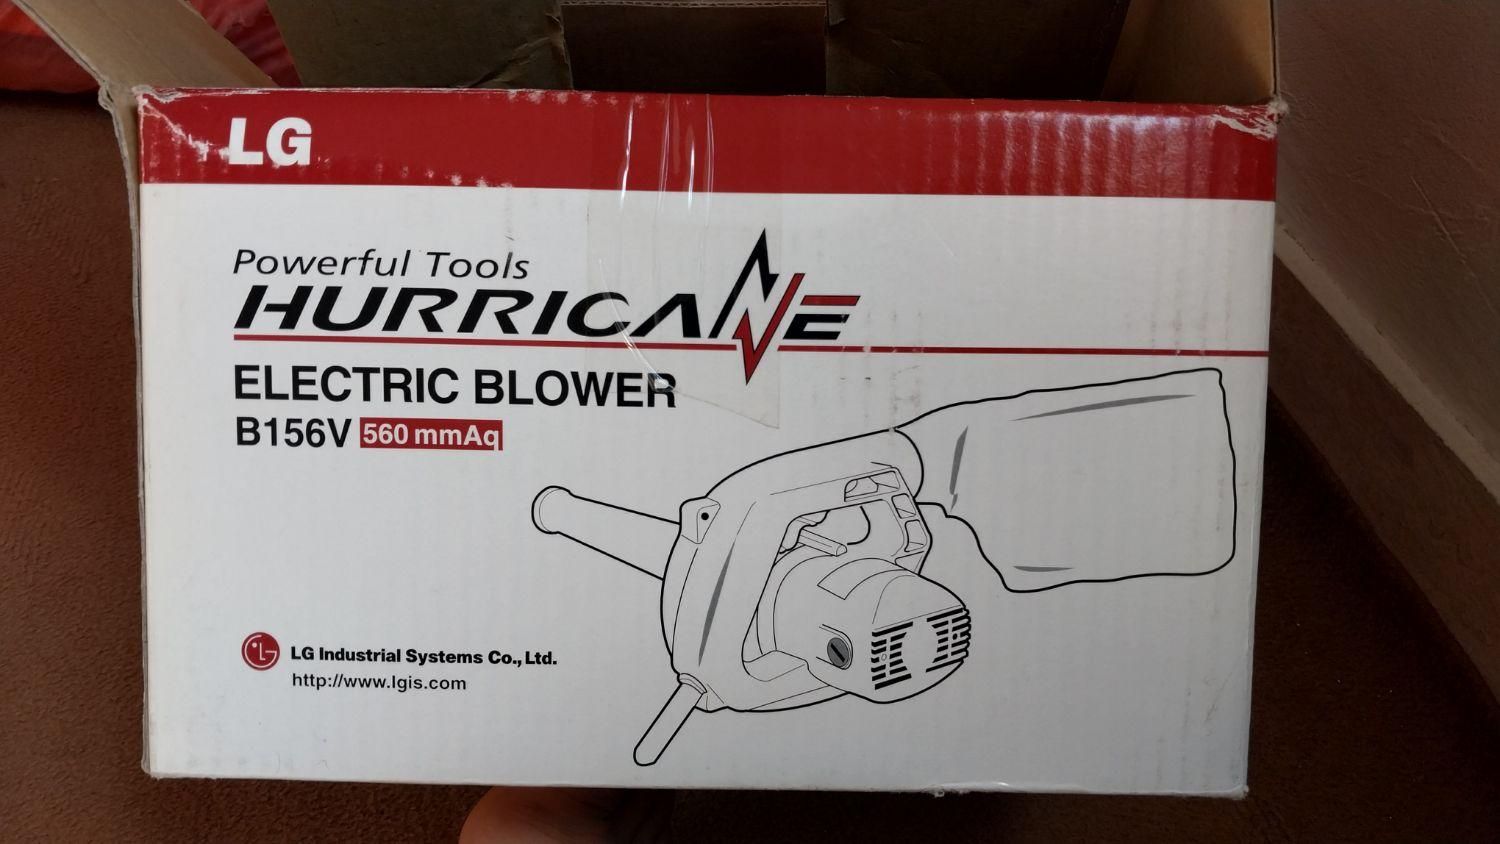 LG
Powerful Tools
HURRICANE
ELECTRIC BLOWER
B156V 560 mmAq
LG Industrial Systems Co., Ltd.
http://www.lgis.com